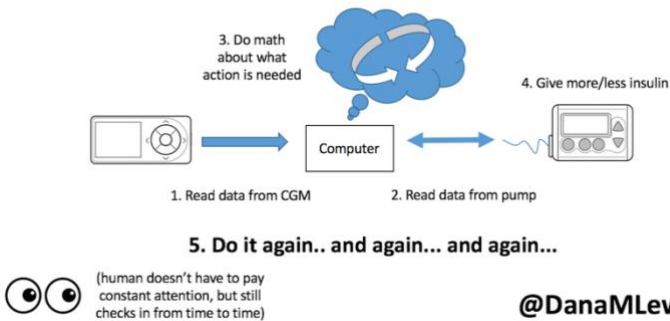 3. Do math
about what
action is needed
4. Give more/less insulin
Computer
1. Read data from CGM
2. Read data from pump
5. Do it again.. and again... and again...
(human doesn't have to pay
constant attention, but still
checks in from time to time)